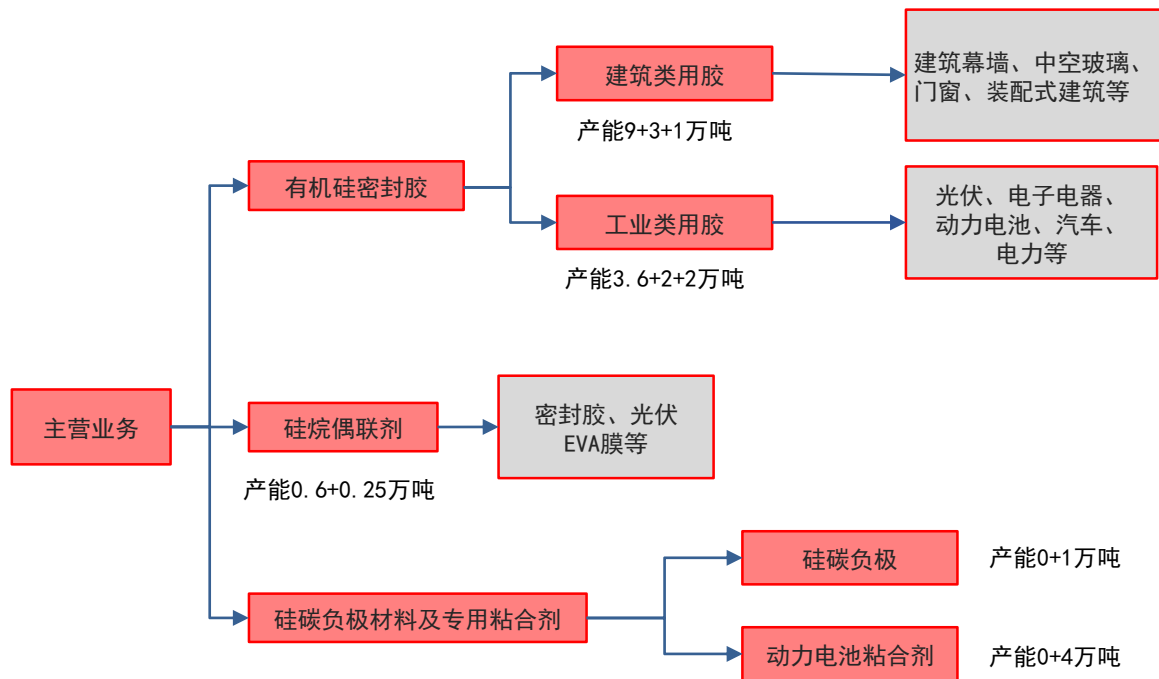 建筑类用胶
产能9+3+1万吨
建筑幕墙、中空玻璃、
门窗、装配式建筑等
有机硅密封胶
工业类用胶
产能3.6+2+2万吨
光伏、电子电器、
动力电池、汽车、
电力等
主营业务
硅烷偶联剂
产能0.6+0.25万吨
密封胶、光伏
EVA膜等
硅碳负极材料及专用粘合剂
硅碳负极
产能0+1万吨
动力电池粘合剂
产能0+4万吨